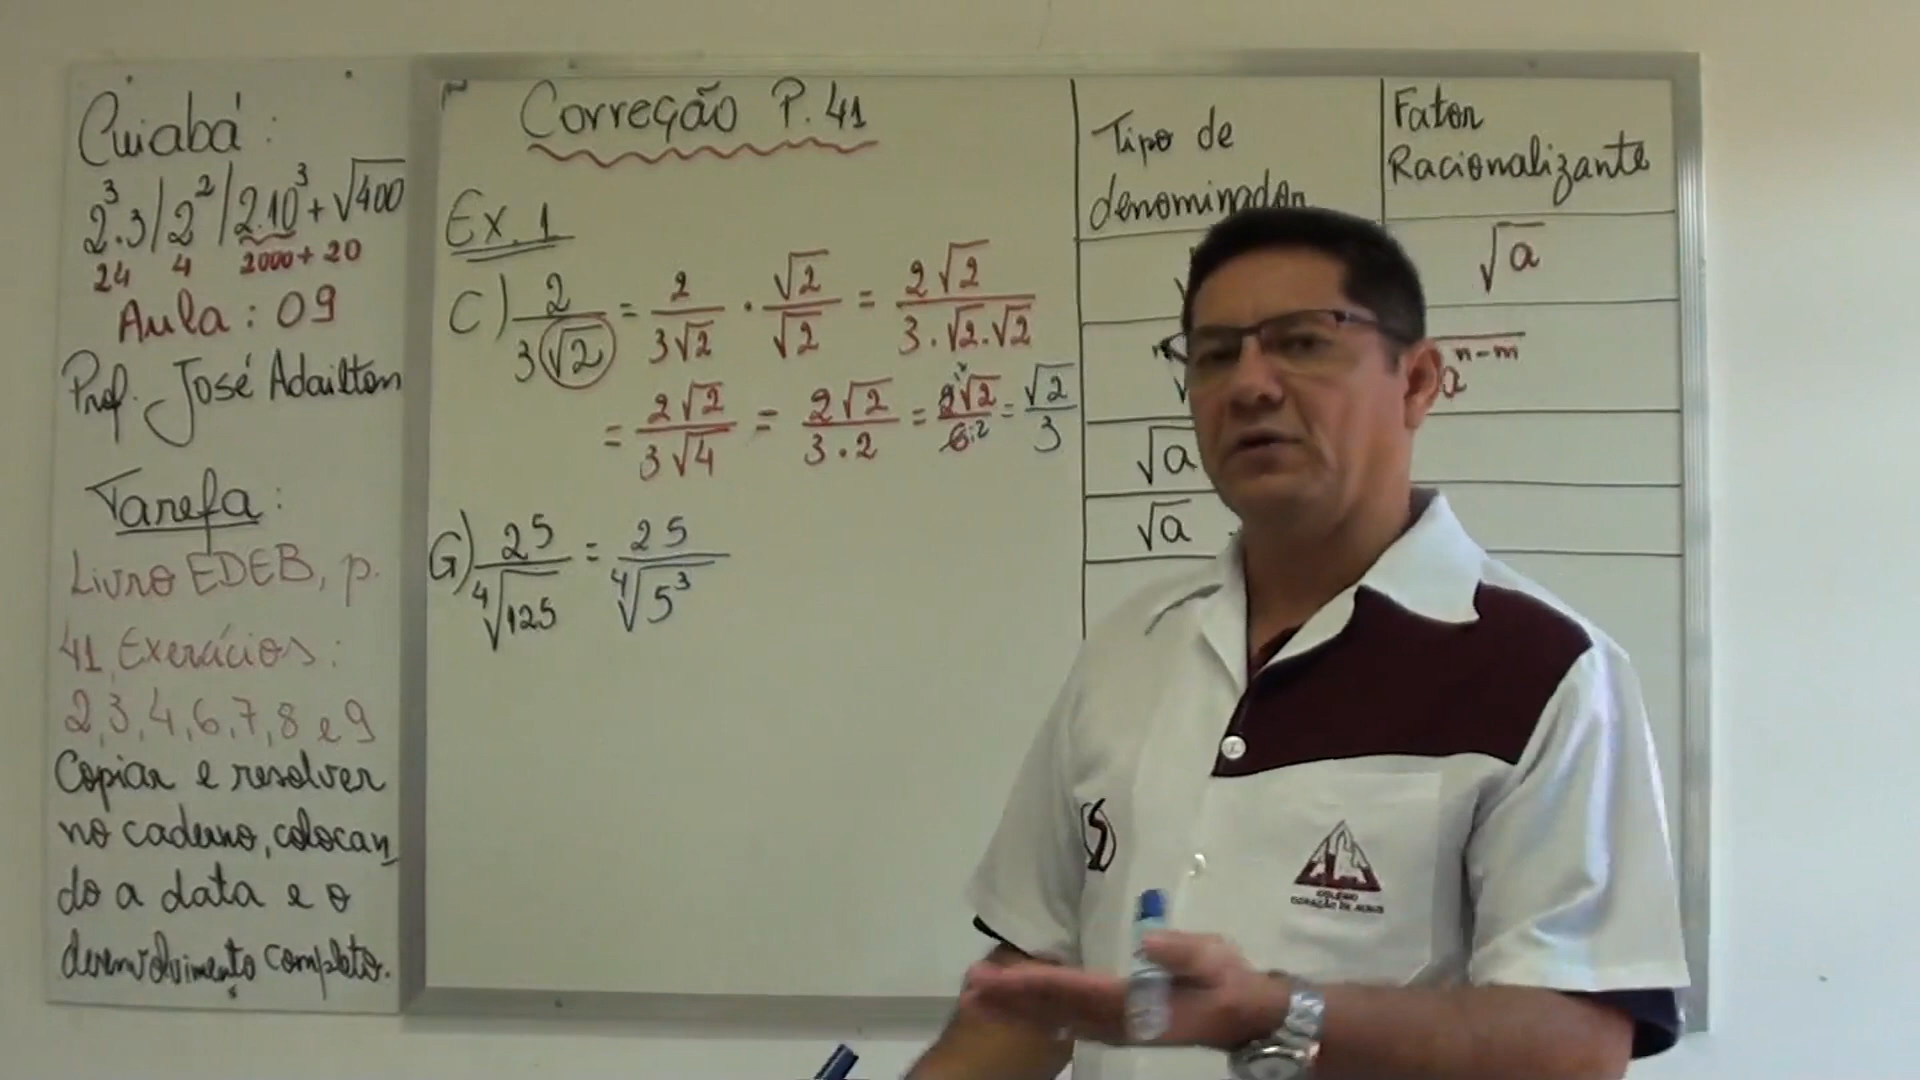 Cuiabá:
2³.3/2²/2.10³+√400
24 4 2000+20
Aula: 09
Prof. José Adailton
Tarefa:
Livro EDEB, p.
41, Exercícios:
2,3,4,6,7,8 e 9
Copiar e resolver
no caderno, colocan
do a data e o
desenvolvimento completo.
Correção P.41
Ex. 1
C) 2/3√2 = 2/3√2 . √2/√2 = 2√2/3.√2.√2
= 2√2/3√4 = 2√2/3.2 = 2√2/6:2 = √2/3
G) 25/⁴√125 = 25/⁴√5³
Tipo de
denominador
Fator
Racionalizante
√a
a^n-m
√a
√a
COLÉGIO
CORAÇÃO DE JESUS